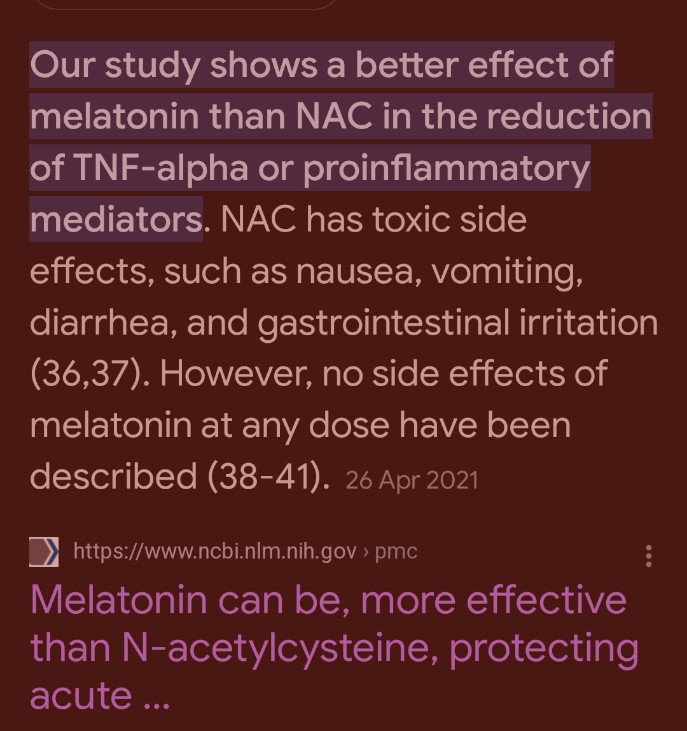 Our study shows a better effect of
melatonin than NAC in the reduction
of TNF-alpha or proinflammatory
mediators. NAC has toxic side
effects, such as nausea, vomiting,
diarrhea, and gastrointestinal irritation
(36,37). However, no side effects of
melatonin at any dose have been
described (38-41). 26 Apr 2021
https://www.ncbi.nlm.nih.gov › pmc
Melatonin can be, more effective
than N-acetylcysteine, protecting
acute ...